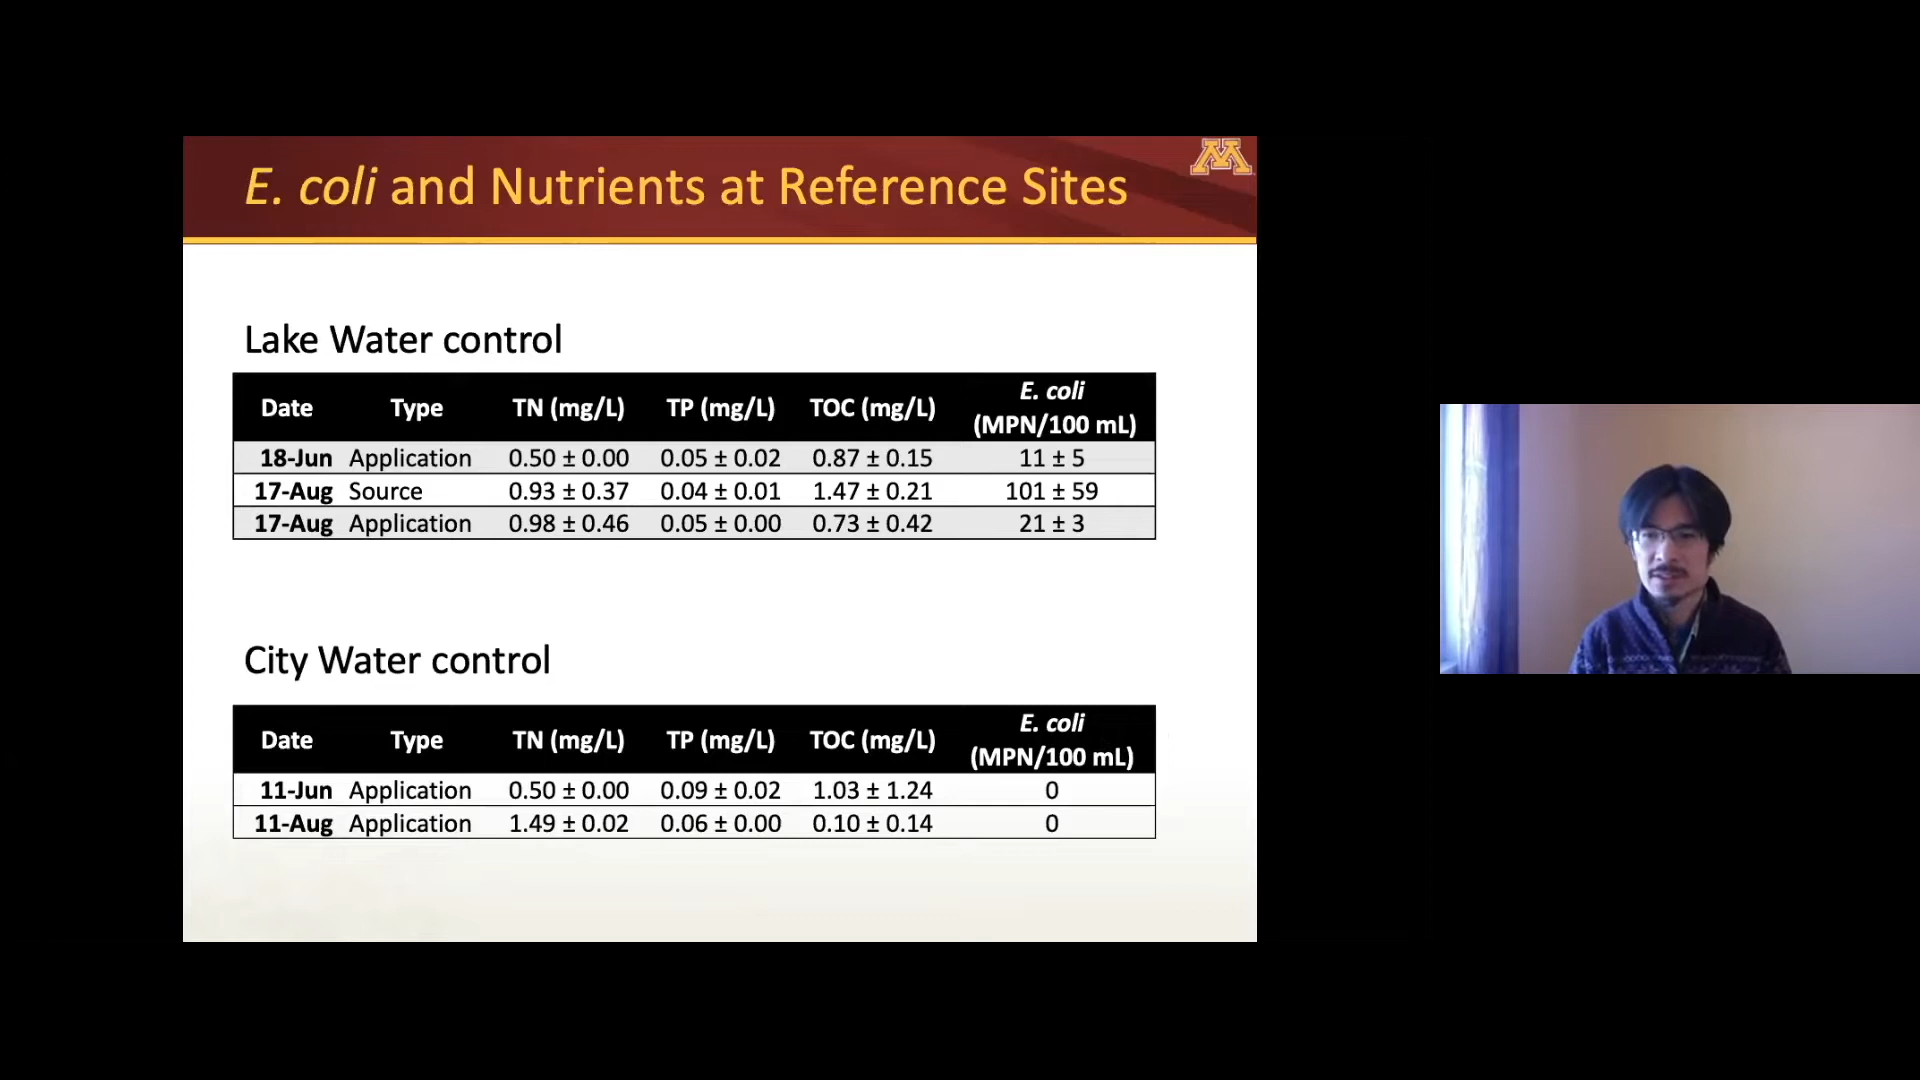 M
E. coli and Nutrients at Reference Sites
Lake Water control
Date Type TN (mg/L) TP (mg/L) TOC (mg/L) E. coli (MPN/100 mL)
18-Jun Application 0.50 ± 0.00 0.05 ± 0.02 0.87 ± 0.15 11 ± 5
17-Aug Source 0.93 ± 0.37 0.04 ± 0.01 1.47 ± 0.21 101 ± 59
17-Aug Application 0.98 ± 0.46 0.05 ± 0.00 0.73 ± 0.42 21 ± 3
City Water control
Date Type TN (mg/L) TP (mg/L) TOC (mg/L) E. coli (MPN/100 mL)
11-Jun Application 0.50 ± 0.00 0.09 ± 0.02 1.03 ± 1.24 0
11-Aug Application 1.49 ± 0.02 0.06 ± 0.00 0.10 ± 0.14 0